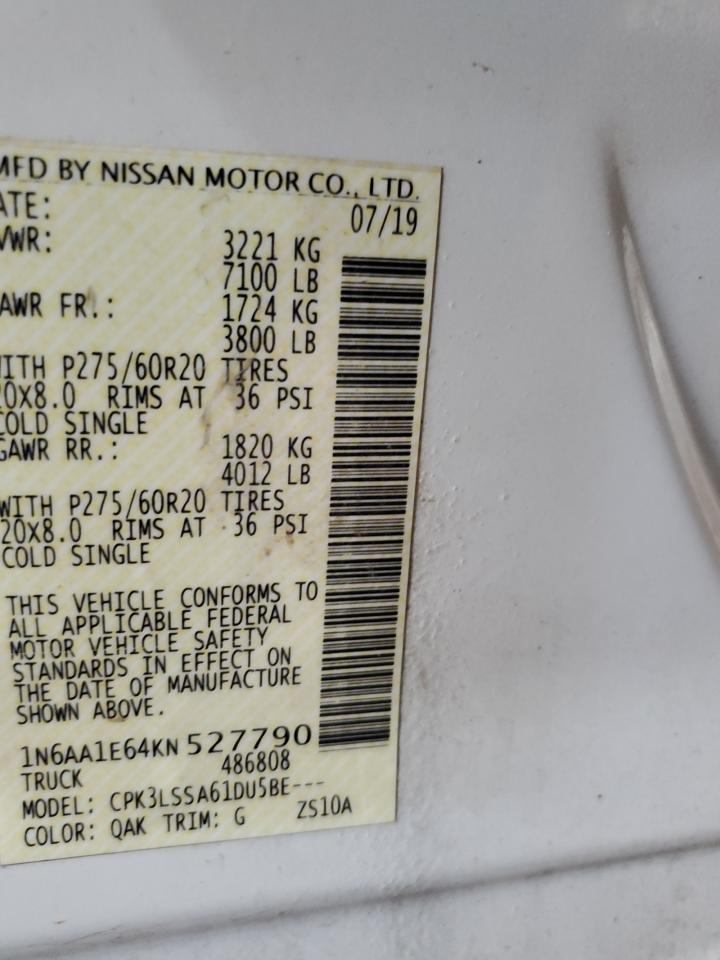 MFD BY NISSAN MOTOR CO., LTD.
ATE: 07/19
VWR: 3221 KG
7100 LB
AWR FR.: 1724 KG
3800 LB
WITH P275/60R20 TIRES
20X8.0 RIMS AT 36 PSI
COLD SINGLE
GAWR RR.: 1820 KG
4012 LB
WITH P275/60R20 TIRES
20X8.0 RIMS AT 36 PSI
COLD SINGLE
THIS VEHICLE CONFORMS TO
ALL APPLICABLE FEDERAL
MOTOR VEHICLE SAFETY
STANDARDS IN EFFECT ON
THE DATE OF MANUFACTURE
SHOWN ABOVE.
1N6AA1E64KN527790
TRUCK 486808
MODEL: CPK3LSSA61DU5BE---
COLOR: QAK TRIM: G ZS10A